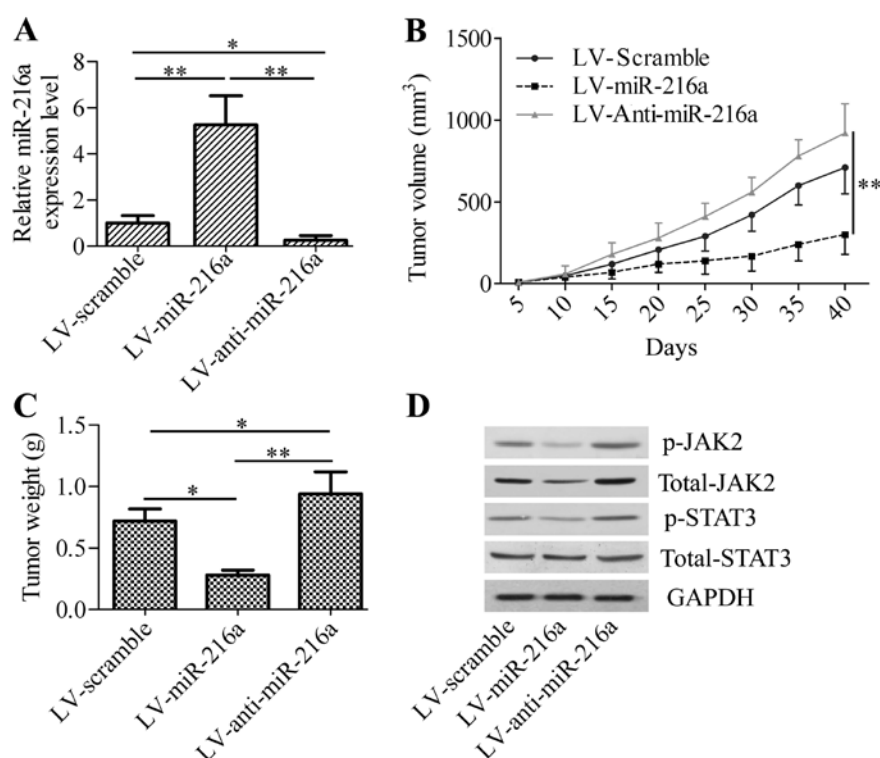 A
Relative miR-216a
expression level
8
6
4
2
0
*
**
**
LV-scramble
LV-miR-216a
LV-anti-miR-216a
B
Tumor volume (mm³)
1500
1000
500
0
LV-Scramble
LV-miR-216a
LV-Anti-miR-216a
**
5
10
15
20
25
30
35
40
Days
C
Tumor weight (g)
1.5
1.0
0.5
0.0
*
**
*
LV-scramble
LV-miR-216a
LV-anti-miR-216a
D
p-JAK2
Total-JAK2
p-STAT3
Total-STAT3
GAPDH
LV-scramble
LV-miR-216a
LV-anti-miR-216a